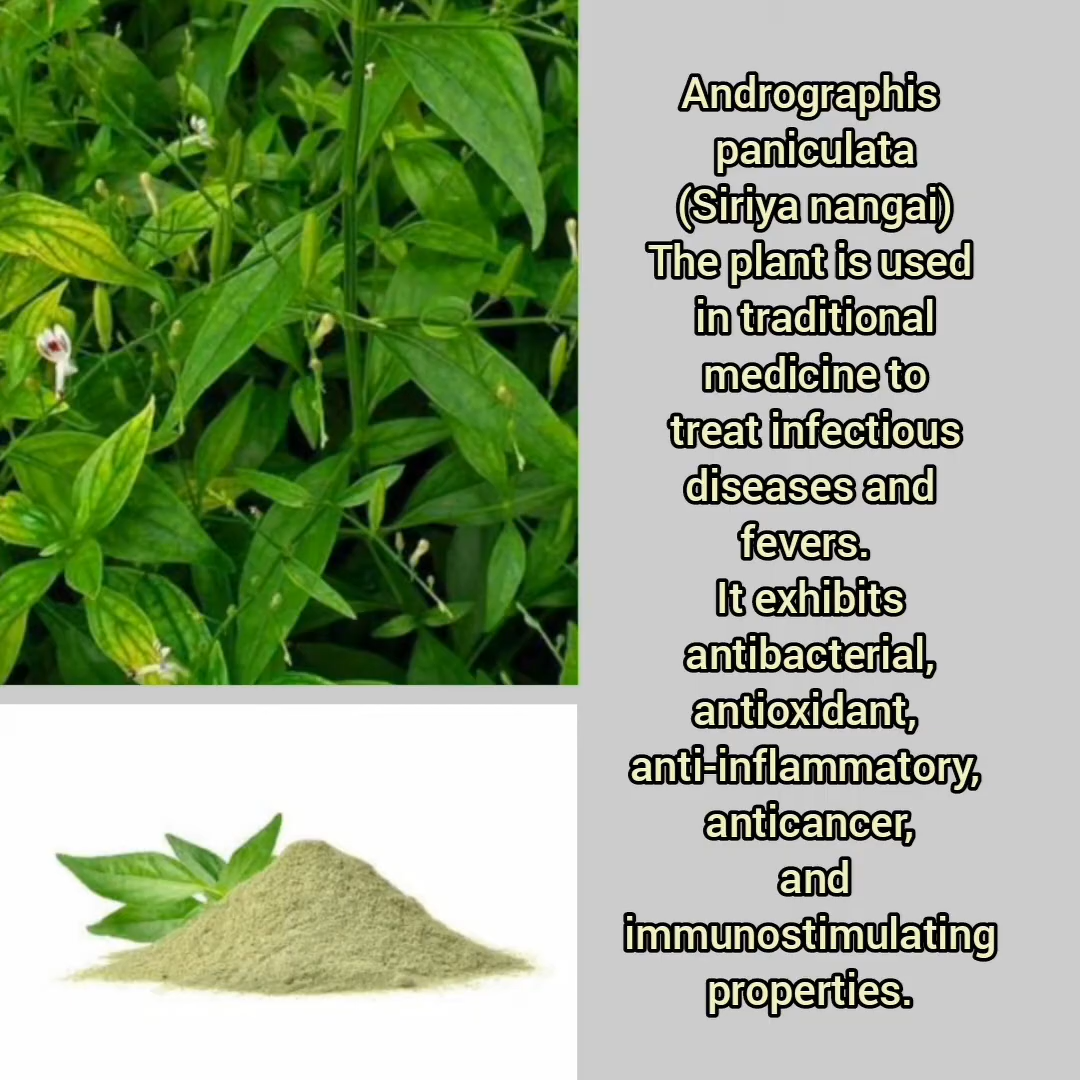 Andrographis
paniculata
(Siriya nangai)
The plant is used
in traditional
medicine to
treat infectious
diseases and
fevers.
It exhibits
antibacterial,
antioxidant,
anti-inflammatory,
anticancer,
and
immunostimulating
properties.